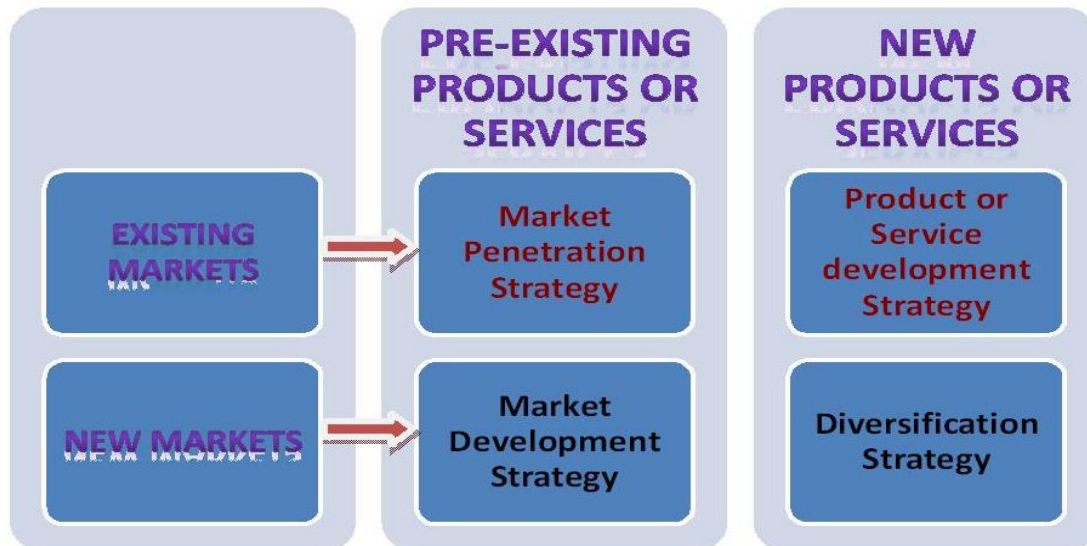 PRE-EXISTING
PRODUCTS OR
SERVICES
NEW
PRODUCTS OR
SERVICES
EXISTING
MARKETS
Market
Penetration
Strategy
Product or
Service
development
Strategy
NEW MARKETS
Market
Development
Strategy
Diversification
Strategy